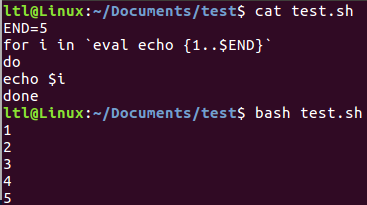 ltl@Linux:~/Documents/test$ cat test.sh
END=5
for i in `eval echo {1..$END}`
do
echo $i
done
ltl@Linux:~/Documents/test$ bash test.sh
1
2
3
4
5